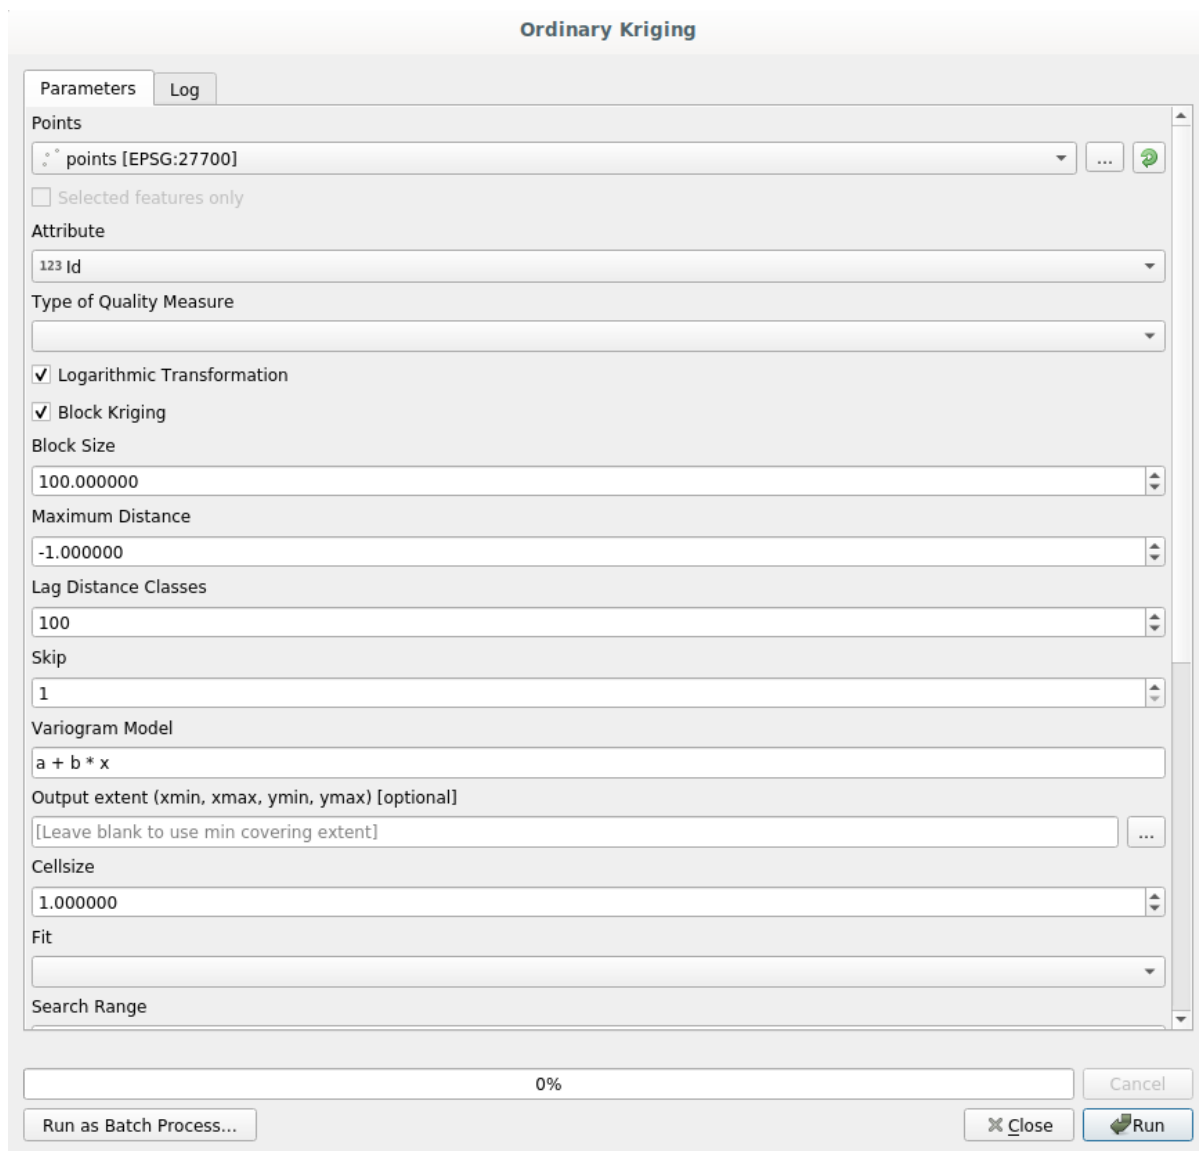 Ordinary Kriging
Parameters
Log
Points
points [EPSG:27700]
...
Selected features only
Attribute
123 Id
Type of Quality Measure
Logarithmic Transformation
Block Kriging
Block Size
100.000000
Maximum Distance
-1.000000
Lag Distance Classes
100
Skip
1
Variogram Model
a + b * x
Output extent (xmin, xmax, ymin, ymax) [optional]
[Leave blank to use min covering extent]
...
Cellsize
1.000000
Fit
Search Range
0%
Cancel
Run as Batch Process...
Close
Run